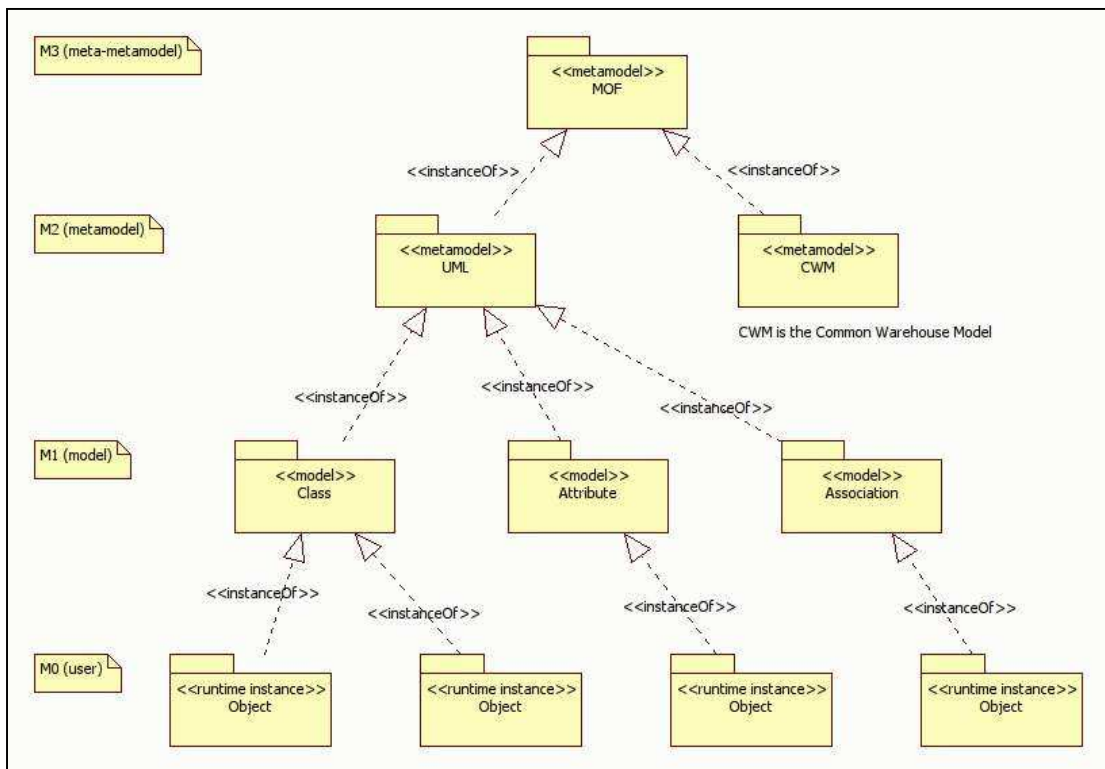 M3 (meta-metamodel)
<<metamodel>>
MOF
<<instanceOf>>
<<instanceOf>>
M2 (metamodel)
<<metamodel>>
UML
<<metamodel>>
CWM
CWM is the Common Warehouse Model
<<instanceOf>>
<<instanceOf>>
<<instanceOf>>
M1 (model)
<<model>>
Class
<<model>>
Attribute
<<model>>
Association
<<instanceOf>>
<<instanceOf>>
<<instanceOf>>
<<instanceOf>>
M0 (user)
<<runtime instance>>
Object
<<runtime instance>>
Object
<<runtime instance>>
Object
<<runtime instance>>
Object